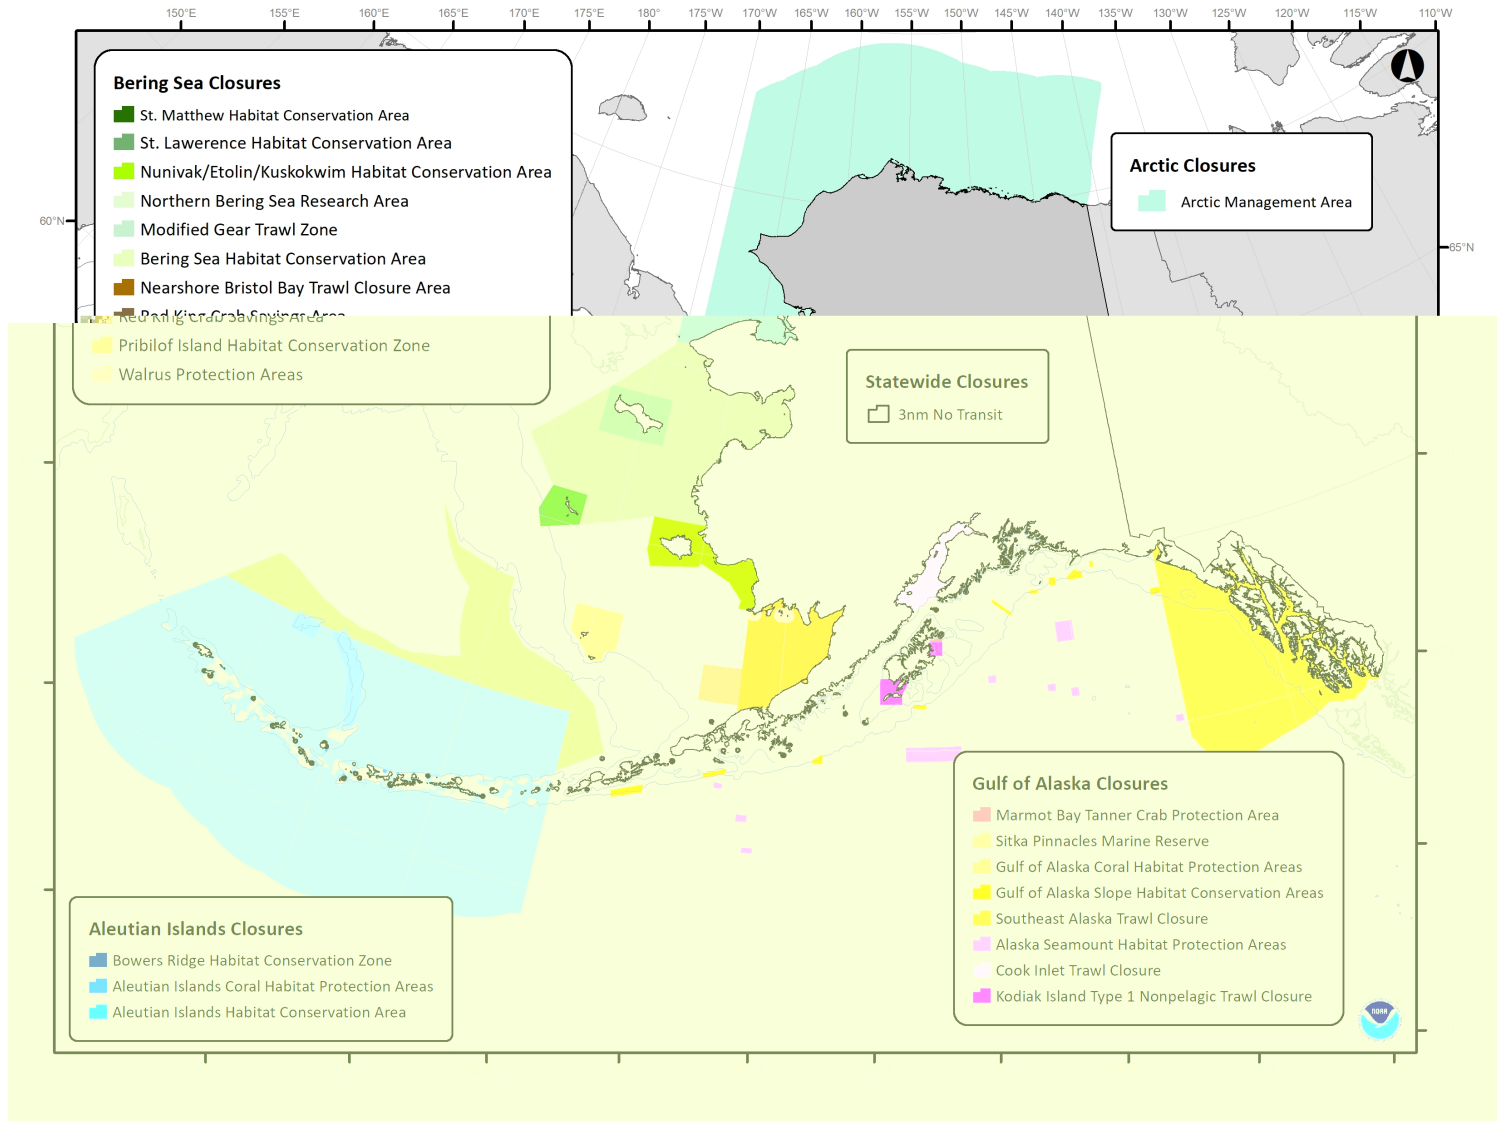 150°E 155°E 160°E 165°E 170°E 175°E 180° 175°W 170°W 165°W 160°W 155°W 150°W 145°W 140°W 135°W 130°W 125°W 120°W 115°W 110°W
Bering Sea Closures
St. Matthew Habitat Conservation Area
St. Lawerence Habitat Conservation Area
Nunivak/Etolin/Kuskokwim Habitat Conservation Area
Northern Bering Sea Research Area
Modified Gear Trawl Zone
Bering Sea Habitat Conservation Area
Nearshore Bristol Bay Trawl Closure Area
Red King Crab Savings Area
Red King Crab Savings Area
Pribilof Island Habitat Conservation Zone
Walrus Protection Areas
Arctic Closures
Arctic Management Area
60°N
65°N
Statewide Closures
3nm No Transit
Gulf of Alaska Closures
Marmot Bay Tanner Crab Protection Area
Sitka Pinnacles Marine Reserve
Gulf of Alaska Coral Habitat Protection Areas
Gulf of Alaska Slope Habitat Conservation Areas
Southeast Alaska Trawl Closure
Alaska Seamount Habitat Protection Areas
Cook Inlet Trawl Closure
Kodiak Island Type 1 Nonpelagic Trawl Closure
Aleutian Islands Closures
Bowers Ridge Habitat Conservation Zone
Aleutian Islands Coral Habitat Protection Areas
Aleutian Islands Habitat Conservation Area
NOAA